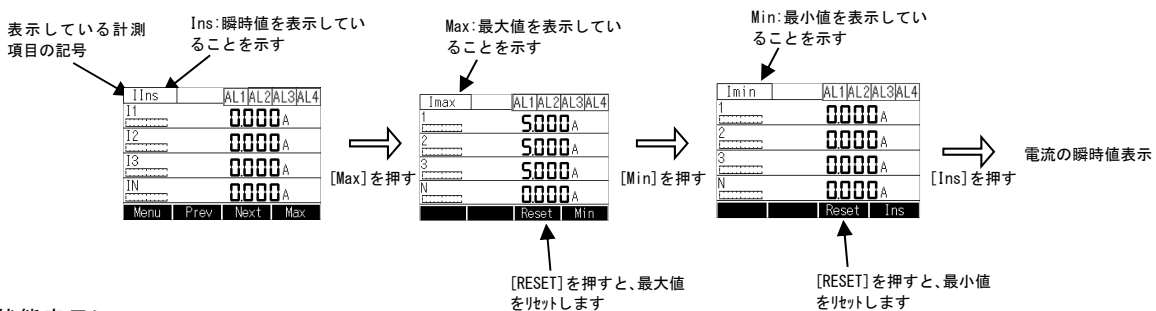 表示している計測
項目の記号
Ins:瞬時値を表示してい
ることを示す
IIns AL1 AL2 AL3 AL4
I1 0.000 A
I2 0.000 A
I3 0.000 A
IN 0.000 A
Menu Prev Next Max
[Max]を押す
Max:最大値を表示してい
ることを示す
Imax AL1 AL2 AL3 AL4
1 5.000 A
2 5.000 A
3 5.000 A
N 0.000 A
Reset Min
[RESET]を押すと、最大値
をﾘｾｯﾄします
[Min]を押す
Min:最小値を表示してい
ることを示す
Imin AL1 AL2 AL3 AL4
1 0.000 A
2 0.000 A
3 0.000 A
N 0.000 A
Reset Ins
[RESET]を押すと、最小値
をﾘｾｯﾄします
[Ins]を押す
電流の瞬時値表示